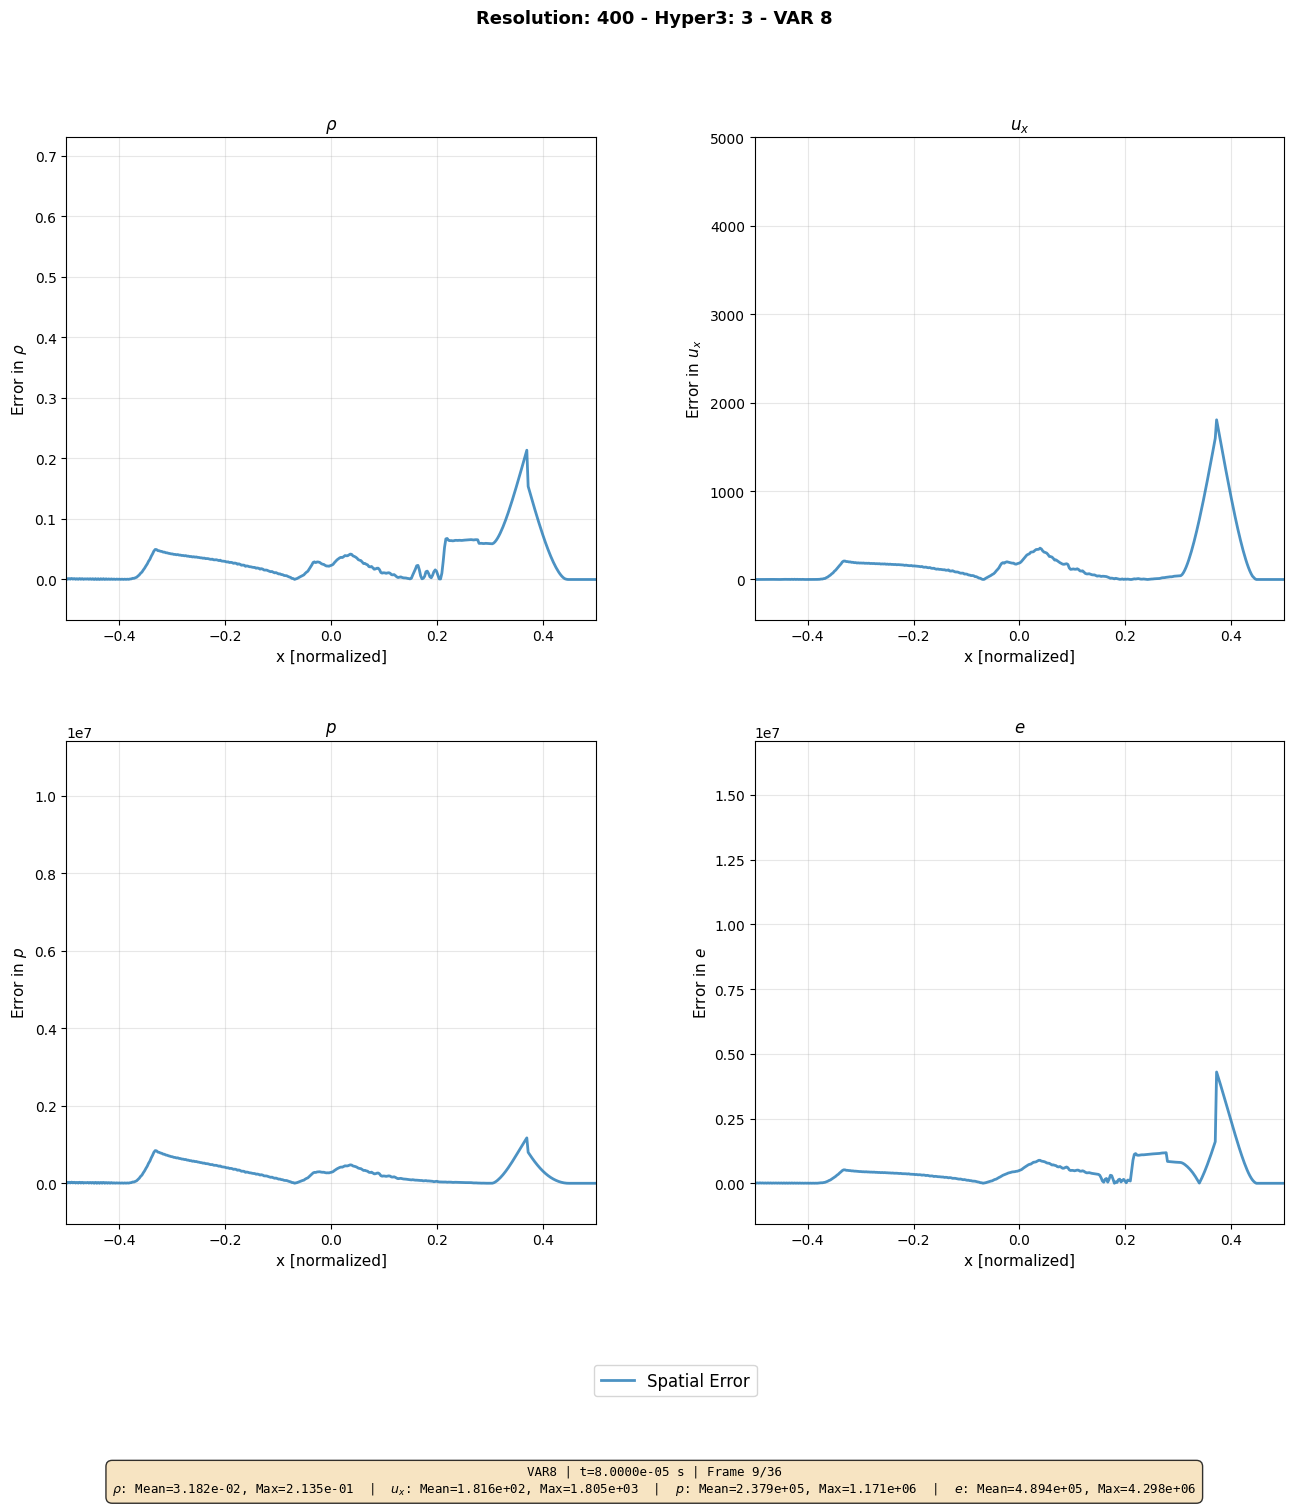 Resolution: 400 - Hyper3: 3 - VAR 8
ρ
0.7
0.6
0.5
0.4
0.3
0.2
0.1
0.0
Error in ρ
−0.4 −0.2 0.0 0.2 0.4
x [normalized]
u_x
5000
4000
3000
2000
1000
0
Error in u_x
−0.4 −0.2 0.0 0.2 0.4
x [normalized]
p
1e7
1.0
0.8
0.6
0.4
0.2
0.0
Error in p
−0.4 −0.2 0.0 0.2 0.4
x [normalized]
e
1e7
1.50
1.25
1.00
0.75
0.50
0.25
0.00
Error in e
−0.4 −0.2 0.0 0.2 0.4
x [normalized]
Spatial Error
VAR8 | t=8.0000e-05 s | Frame 9/36
ρ: Mean=3.182e-02, Max=2.135e-01 | u_x: Mean=1.816e+02, Max=1.805e+03 | p: Mean=2.379e+05, Max=1.171e+06 | e: Mean=4.894e+05, Max=4.298e+06